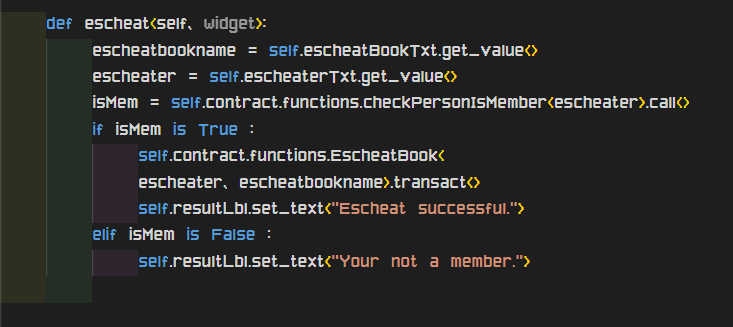 def escheat(self、widget):
escheatbookname = self.escheatBookTxt.get_value()
escheater = self.escheaterTxt.get_value()
isMem = self.contract.functions.checkPersonIsMember(escheater).call()
if isMem is True :
self.contract.functions.EscheatBook(
escheater、escheatbookname).transact()
self.resultLbl.set_text("Escheat successful.")
elif isMem is False :
self.resultLbl.set_text("Your not a member.")